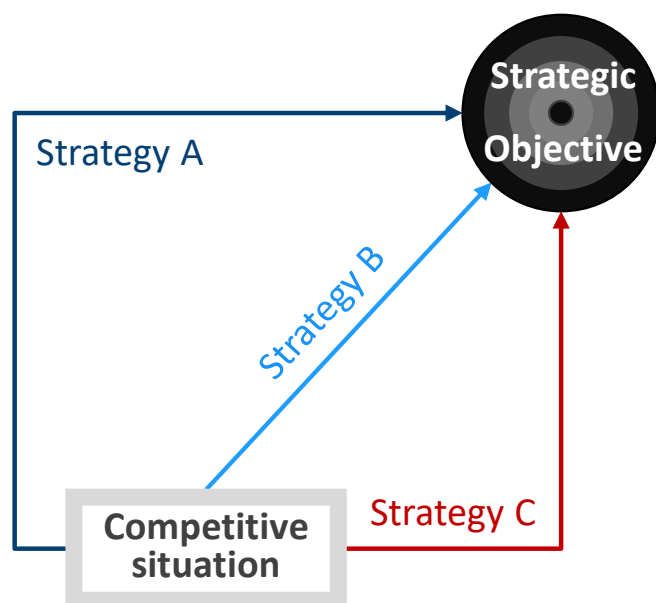 Strategic
Objective
Strategy A
Strategy B
Strategy C
Competitive
situation